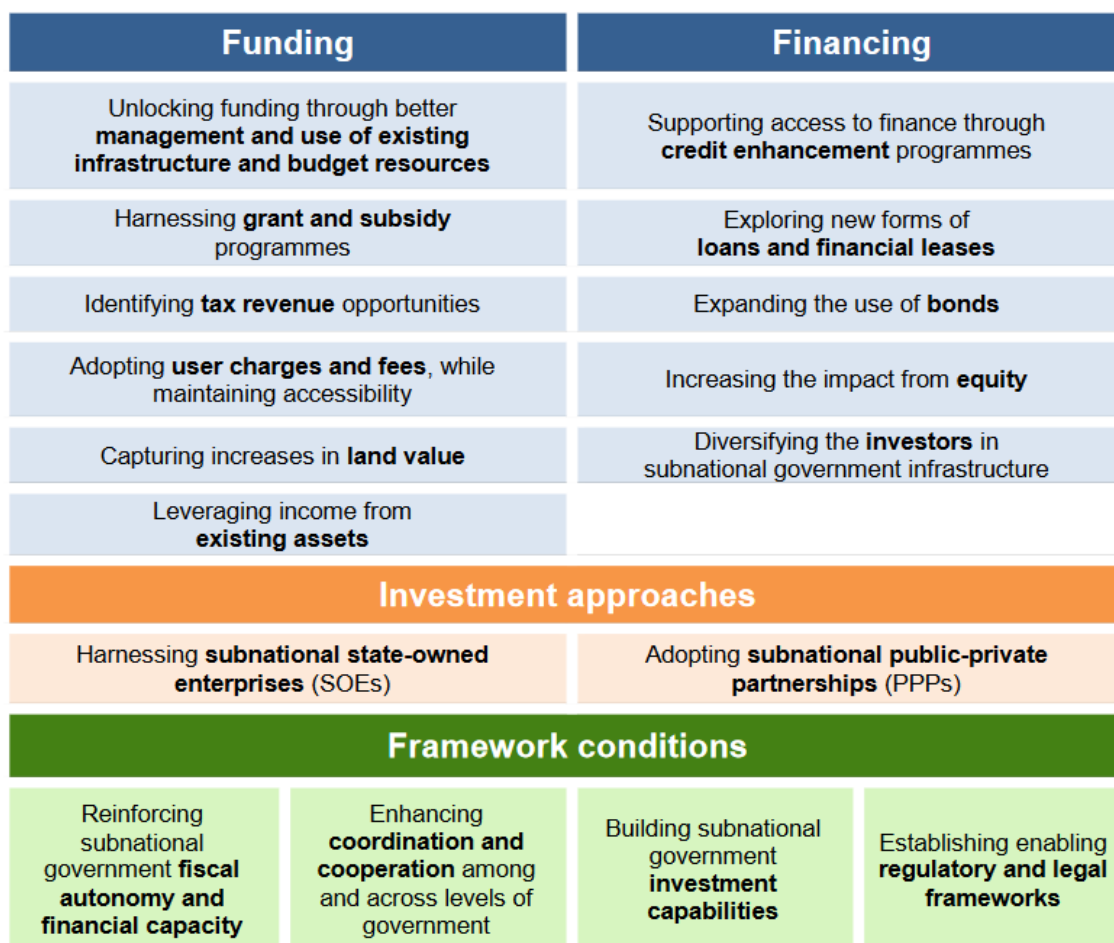 Funding
Financing
Unlocking funding through better
management and use of existing
infrastructure and budget resources
Supporting access to finance through
credit enhancement programmes
Harnessing grant and subsidy
programmes
Exploring new forms of
loans and financial leases
Identifying tax revenue opportunities
Expanding the use of bonds
Adopting user charges and fees, while
maintaining accessibility
Increasing the impact from equity
Capturing increases in land value
Diversifying the investors in
subnational government infrastructure
Leveraging income from
existing assets
Investment approaches
Harnessing subnational state-owned
enterprises (SOEs)
Adopting subnational public-private
partnerships (PPPs)
Framework conditions
Reinforcing
subnational
government fiscal
autonomy and
financial capacity
Enhancing
coordination and
cooperation among
and across levels of
government
Building subnational
government
investment
capabilities
Establishing enabling
regulatory and legal
frameworks